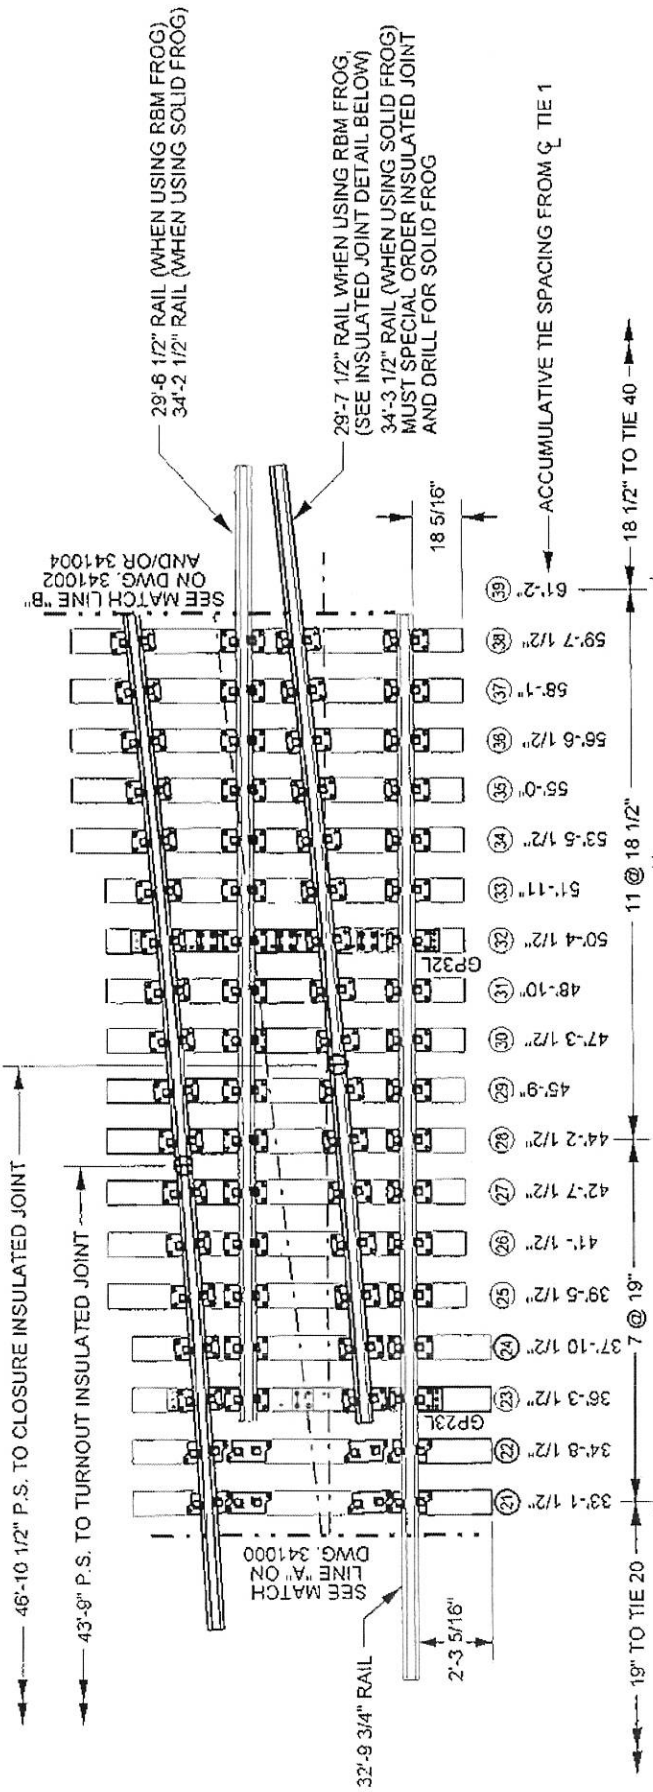 46'-10 1/2" P.S. TO CLOSURE INSULATED JOINT
43'-9" P.S. TO TURNOUT INSULATED JOINT
29'-6 1/2" RAIL (WHEN USING RBM FROG)
34'-2 1/2" RAIL (WHEN USING SOLID FROG)
29'-7 1/2" RAIL WHEN USING RBM FROG,
(SEE INSULATED JOINT DETAIL BELOW)
34'-3 1/2" RAIL (WHEN USING SOLID FROG)
MUST SPECIAL ORDER INSULATED JOINT
AND DRILL FOR SOLID FROG
SEE MATCH LINE "B"
ON DWG. 341002
AND/OR 341004
SEE MATCH
LINE "A" ON
DWG. 341000
32'-9 3/4" RAIL
2'-3 5/16"
18 5/16"
GP23L
GP32L
21 22 23 24 25 26 27 28 29 30 31 32 33 34 35 36 37 38 39
33'-1 1/2"
34'-8 1/2"
36'-3 1/2"
37'-10 1/2"
39'-5 1/2"
41'- 1/2"
42'-7 1/2"
44'-2 1/2"
45'-9"
47'-3 1/2"
48'-10"
50'-4 1/2"
51'-11"
53'-5 1/2"
55'-0"
56'-6 1/2"
58'-1"
59'-7 1/2"
61'-2"
ACCUMULATIVE TIE SPACING FROM ℄ TIE 1
19" TO TIE 20
7 @ 19"
11 @ 18 1/2"
18 1/2" TO TIE 40